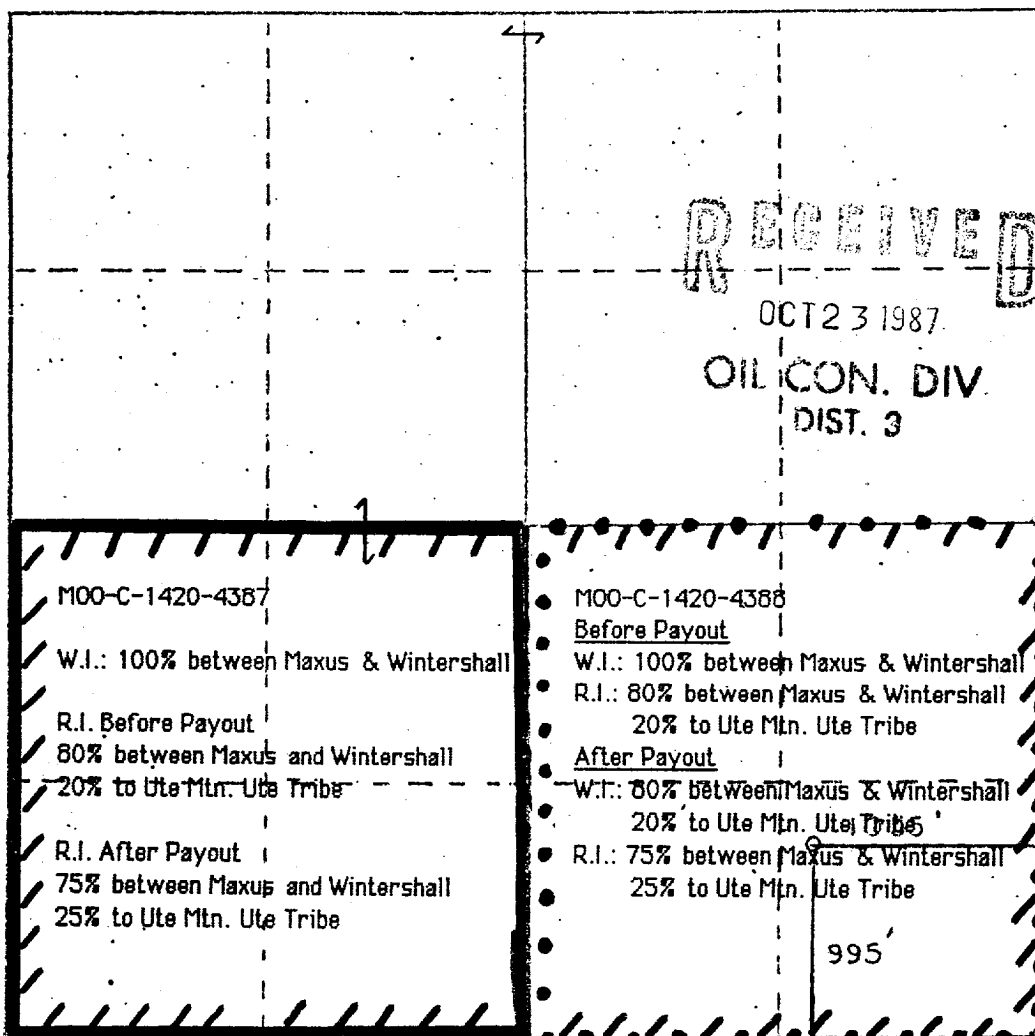 RECEIVED
OCT 23 1987
OIL CON. DIV.
DIST. 3
1
M00-C-1420-4387
W.I.: 100% between Maxus & Wintershall
R.I. Before Payout
80% between Maxus and Wintershall
20% to Ute Mtn. Ute Tribe
R.I. After Payout
75% between Maxus and Wintershall
25% to Ute Mtn. Ute Tribe
M00-C-1420-4388
Before Payout
W.I.: 100% between Maxus & Wintershall
R.I.: 80% between Maxus & Wintershall
20% to Ute Mtn. Ute Tribe
After Payout
W.I.: 80% between Maxus & Wintershall
20% to Ute Mtn. Ute Tribe
R.I.: 75% between Maxus & Wintershall
25% to Ute Mtn. Ute Tribe
995'